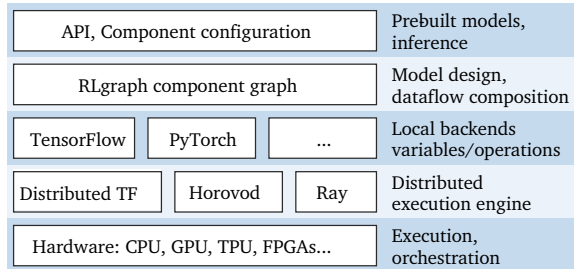 API, Component configuration
Prebuilt models,
inference
RLgraph component graph
Model design,
dataflow composition
TensorFlow
PyTorch
...
Local backends
variables/operations
Distributed TF
Horovod
Ray
Distributed
execution engine
Hardware: CPU, GPU, TPU, FPGAs...
Execution,
orchestration